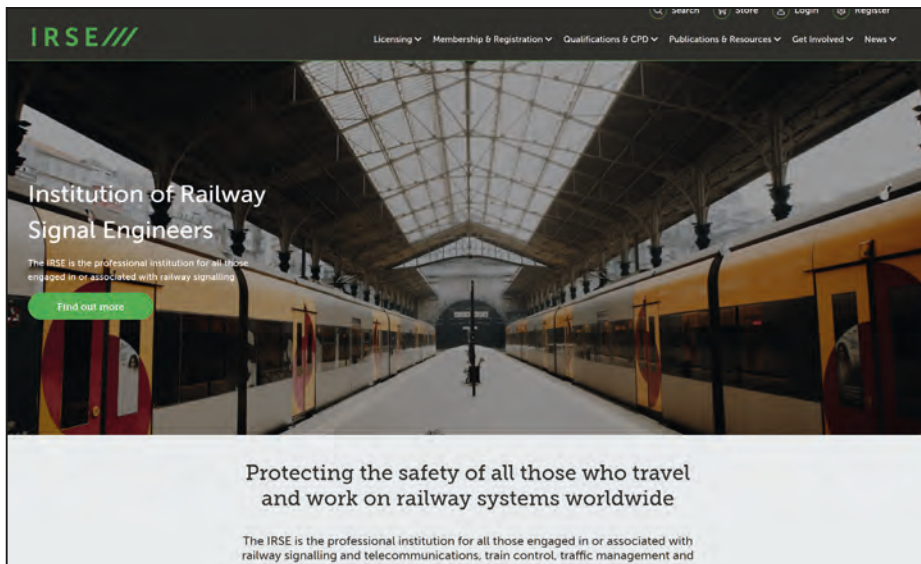 Search Store Login Register
IRSE///
Licensing Membership & Registration Qualifications & CPD Publications & Resources Get Involved News
Institution of Railway
Signal Engineers
The IRSE is the professional institution for all those
engaged in or associated with railway signalling
Find out more
Protecting the safety of all those who travel
and work on railway systems worldwide
The IRSE is the professional institution for all those engaged in or associated with
railway signalling and telecommunications, train control, traffic management and